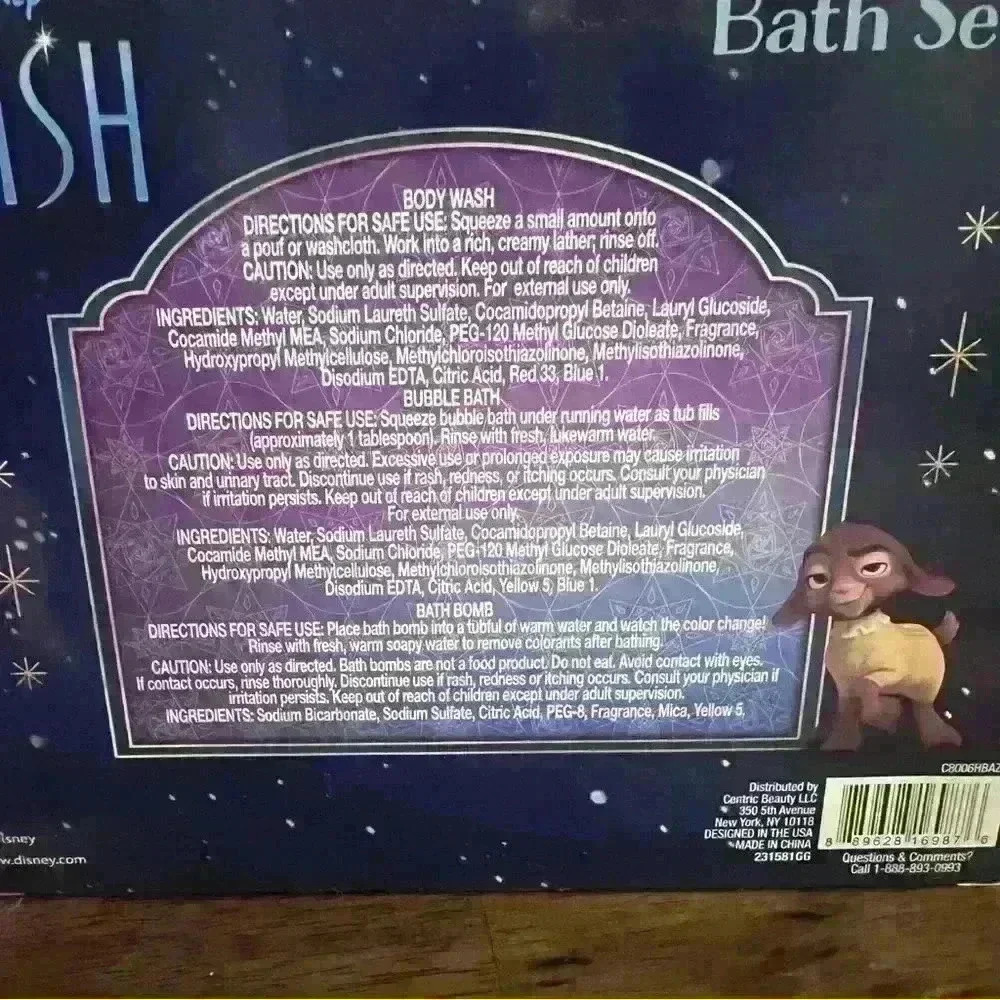 ISH
Bath Se
BODY WASH
DIRECTIONS FOR SAFE USE: Squeeze a small amount onto
a pouf or washcloth. Work into a rich, creamy lather; rinse off.
CAUTION: Use only as directed. Keep out of reach of children
except under adult supervision. For external use only.
INGREDIENTS: Water, Sodium Laureth Sulfate, Cocamidopropyl Betaine, Lauryl Glucoside,
Cocamide Methyl MEA, Sodium Chloride, PEG-120 Methyl Glucose Dioleate, Fragrance,
Hydroxypropyl Methylcellulose, Methylchloroisothiazolinone, Methylisothiazolinone,
Disodium EDTA, Citric Acid, Red 33, Blue 1.
BUBBLE BATH
DIRECTIONS FOR SAFE USE: Squeeze bubble bath under running water as tub fills
(approximately 1 tablespoon). Rinse with fresh, lukewarm water.
CAUTION: Use only as directed. Excessive use or prolonged exposure may cause irritation
to skin and urinary tract. Discontinue use if rash, redness, or itching occurs. Consult your physician
if irritation persists. Keep out of reach of children except under adult supervision.
For external use only.
INGREDIENTS: Water, Sodium Laureth Sulfate, Cocamidopropyl Betaine, Lauryl Glucoside,
Cocamide Methyl MEA, Sodium Chloride, PEG-120 Methyl Glucose Dioleate, Fragrance,
Hydroxypropyl Methylcellulose, Methylchloroisothiazolinone, Methylisothiazolinone,
Disodium EDTA, Citric Acid, Yellow 5, Blue 1.
BATH BOMB
DIRECTIONS FOR SAFE USE: Place bath bomb into a tubful of warm water and watch the color change!
Rinse with fresh, warm soapy water to remove colorants after bathing.
CAUTION: Use only as directed. Bath bombs are not a food product. Do not eat. Avoid contact with eyes.
If contact occurs, rinse thoroughly. Discontinue use if rash, redness or itching occurs. Consult your physician if
irritation persists. Keep out of reach of children except under adult supervision.
INGREDIENTS: Sodium Bicarbonate, Sodium Sulfate, Citric Acid, PEG-8, Fragrance, Mica, Yellow 5.
C8006HBAZ
Distributed by
Centric Beauty LLC
350 5th Avenue
New York, NY 10118
DESIGNED IN THE USA
MADE IN CHINA
231581GG
8 89628 16987 6
Questions & Comments?
Call 1-888-893-0993
isney
w.disney.com